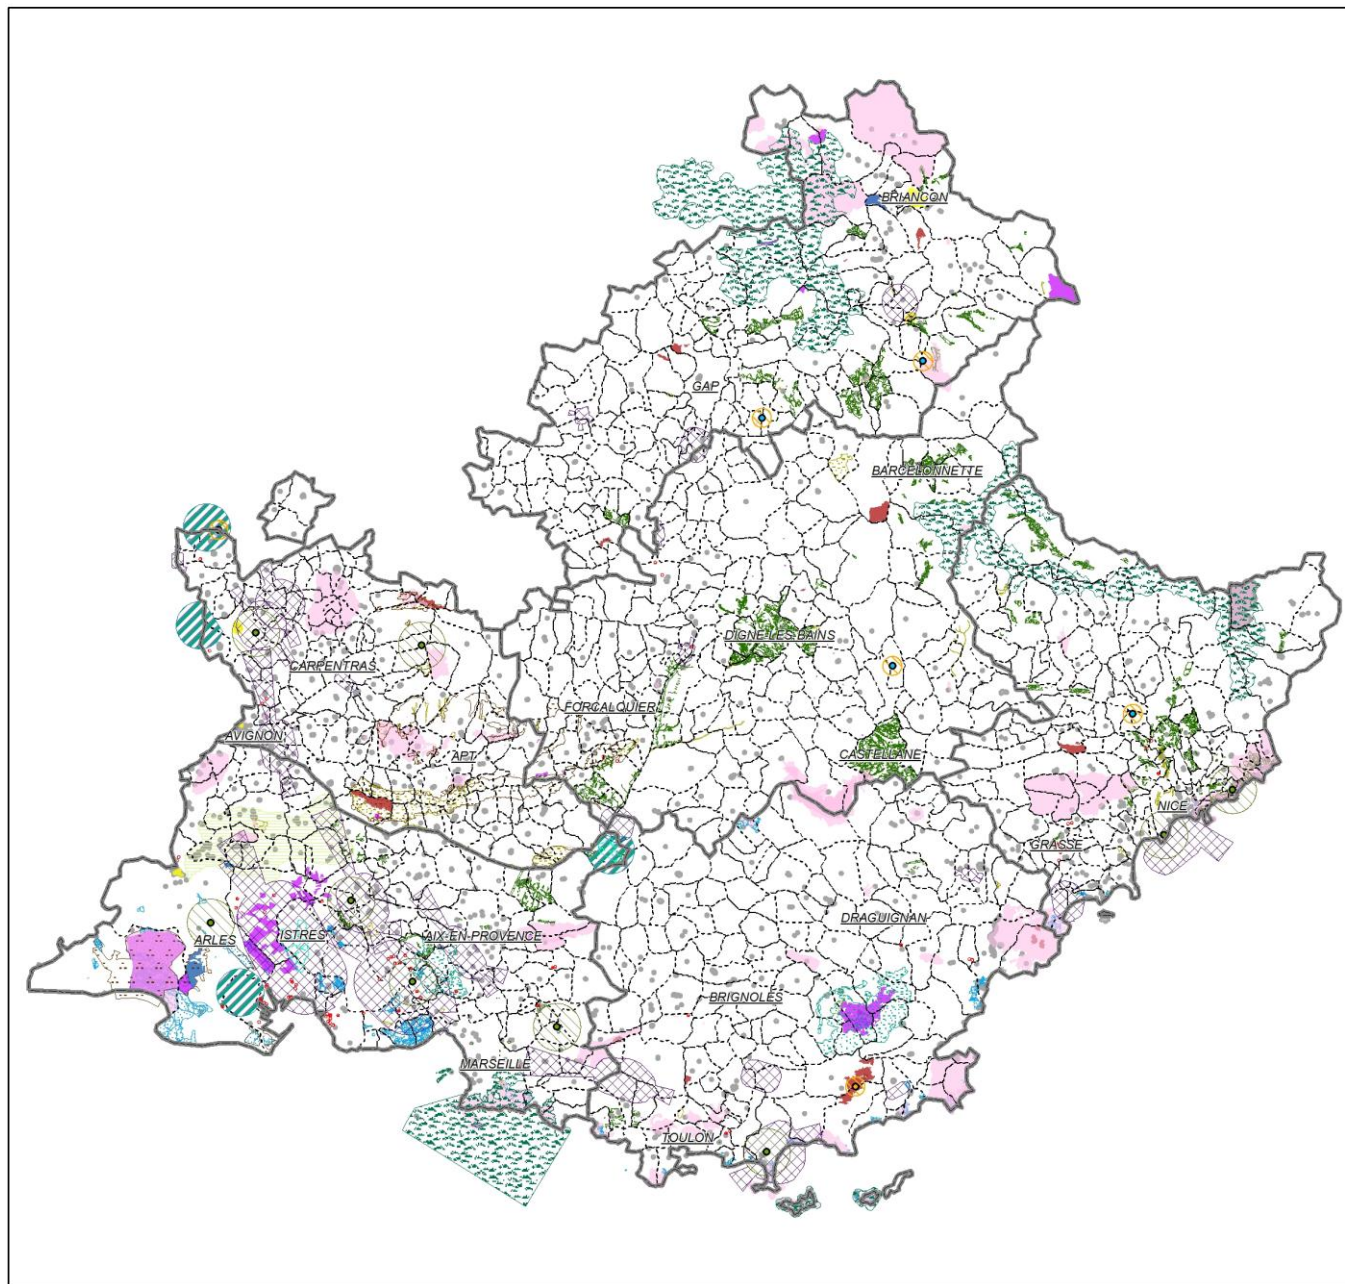 BRIANCON
GAP
BARCELONNETTE
DIGNE-LES-BAINS
CARPENTRAS
FORCALQUIER
AVIGNON
APT
CASTELLANE
NICE
GRASSE
DRAGUIGNAN
ARLES
ISTRES
AIX-EN-PROVENCE
BRIGNOLES
MARSEILLE
TOULON